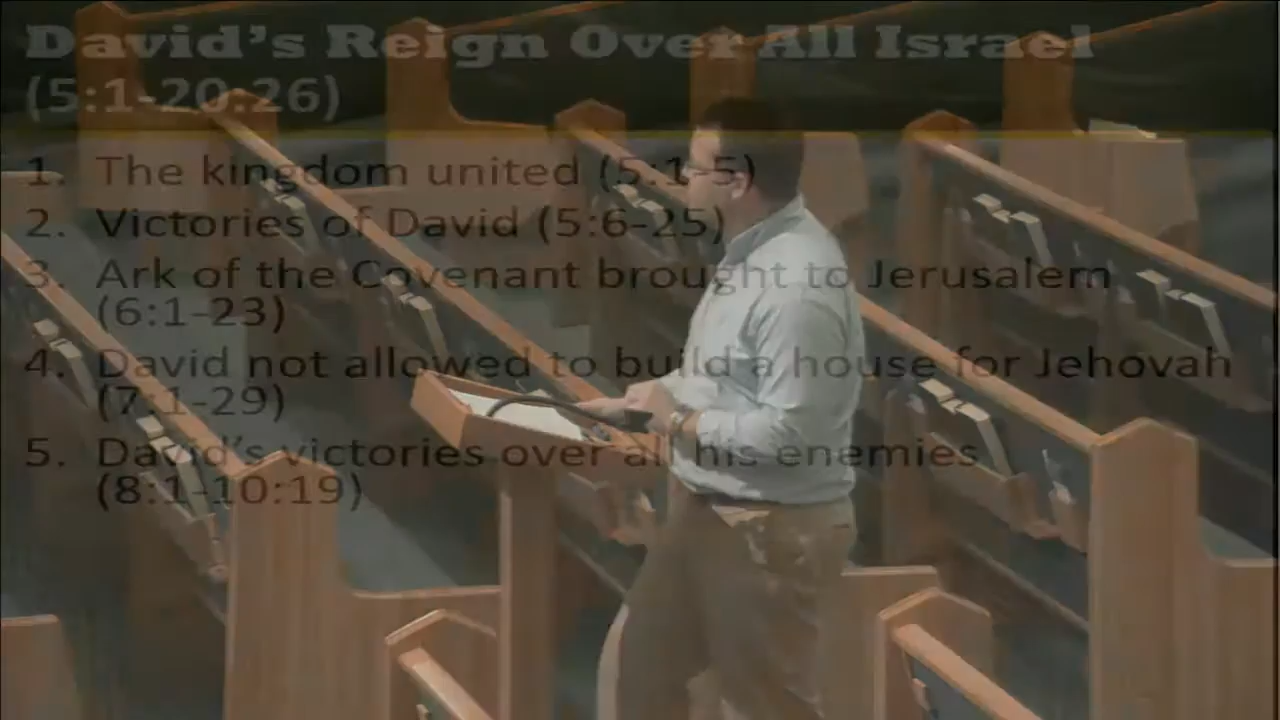 David's Reign Over All Israel
(5:1-20:26)
1. The kingdom united (5:1-5)
2. Victories of David (5:6-25)
3. Ark of the Covenant brought to Jerusalem
(6:1-23)
4. David not allowed to build a house for Jehovah
(7:1-29)
5. David's victories over all his enemies
(8:1-10:19)